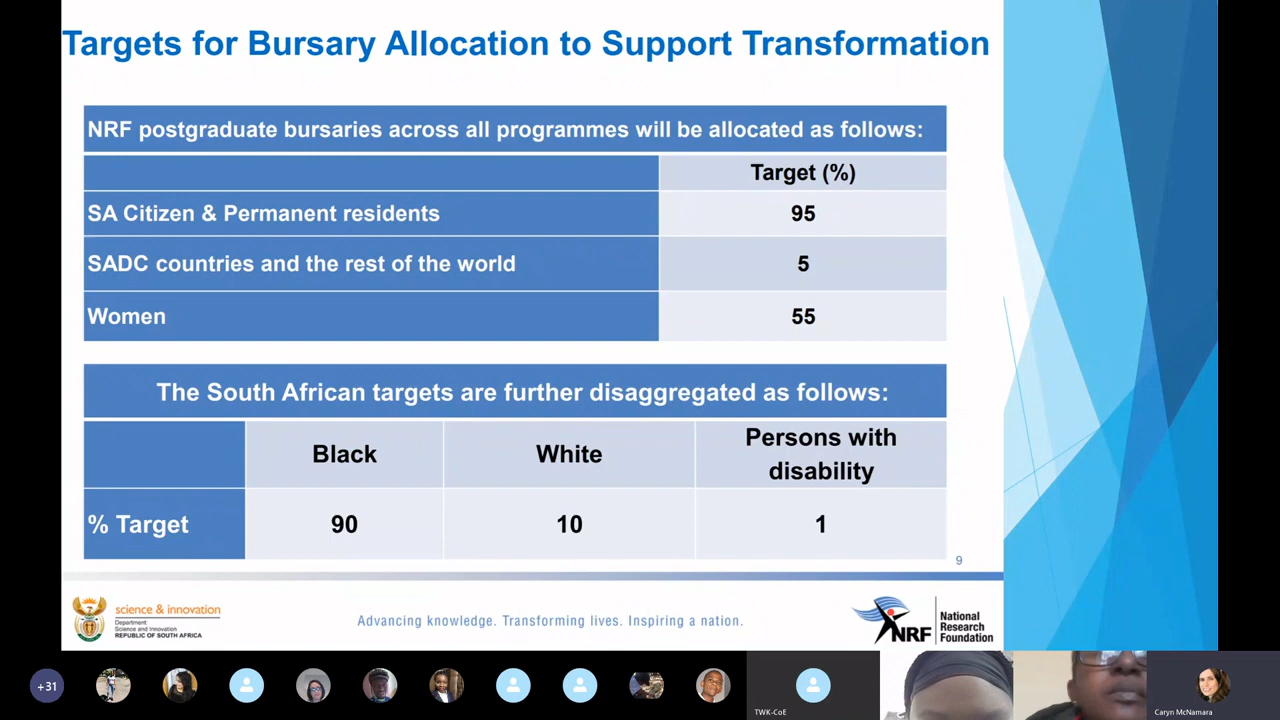 Targets for Bursary Allocation to Support Transformation
NRF postgraduate bursaries across all programmes will be allocated as follows:
Target (%)
SA Citizen & Permanent residents 95
SADC countries and the rest of the world 5
Women 55
The South African targets are further disaggregated as follows:
Black White Persons with
disability
% Target 90 10 1
9
science & innovation
Department:
Science and Innovation
REPUBLIC OF SOUTH AFRICA
Advancing knowledge. Transforming lives. Inspiring a nation.
NRF
National
Research
Foundation
+31
TWK-CoE
Caryn McNamara